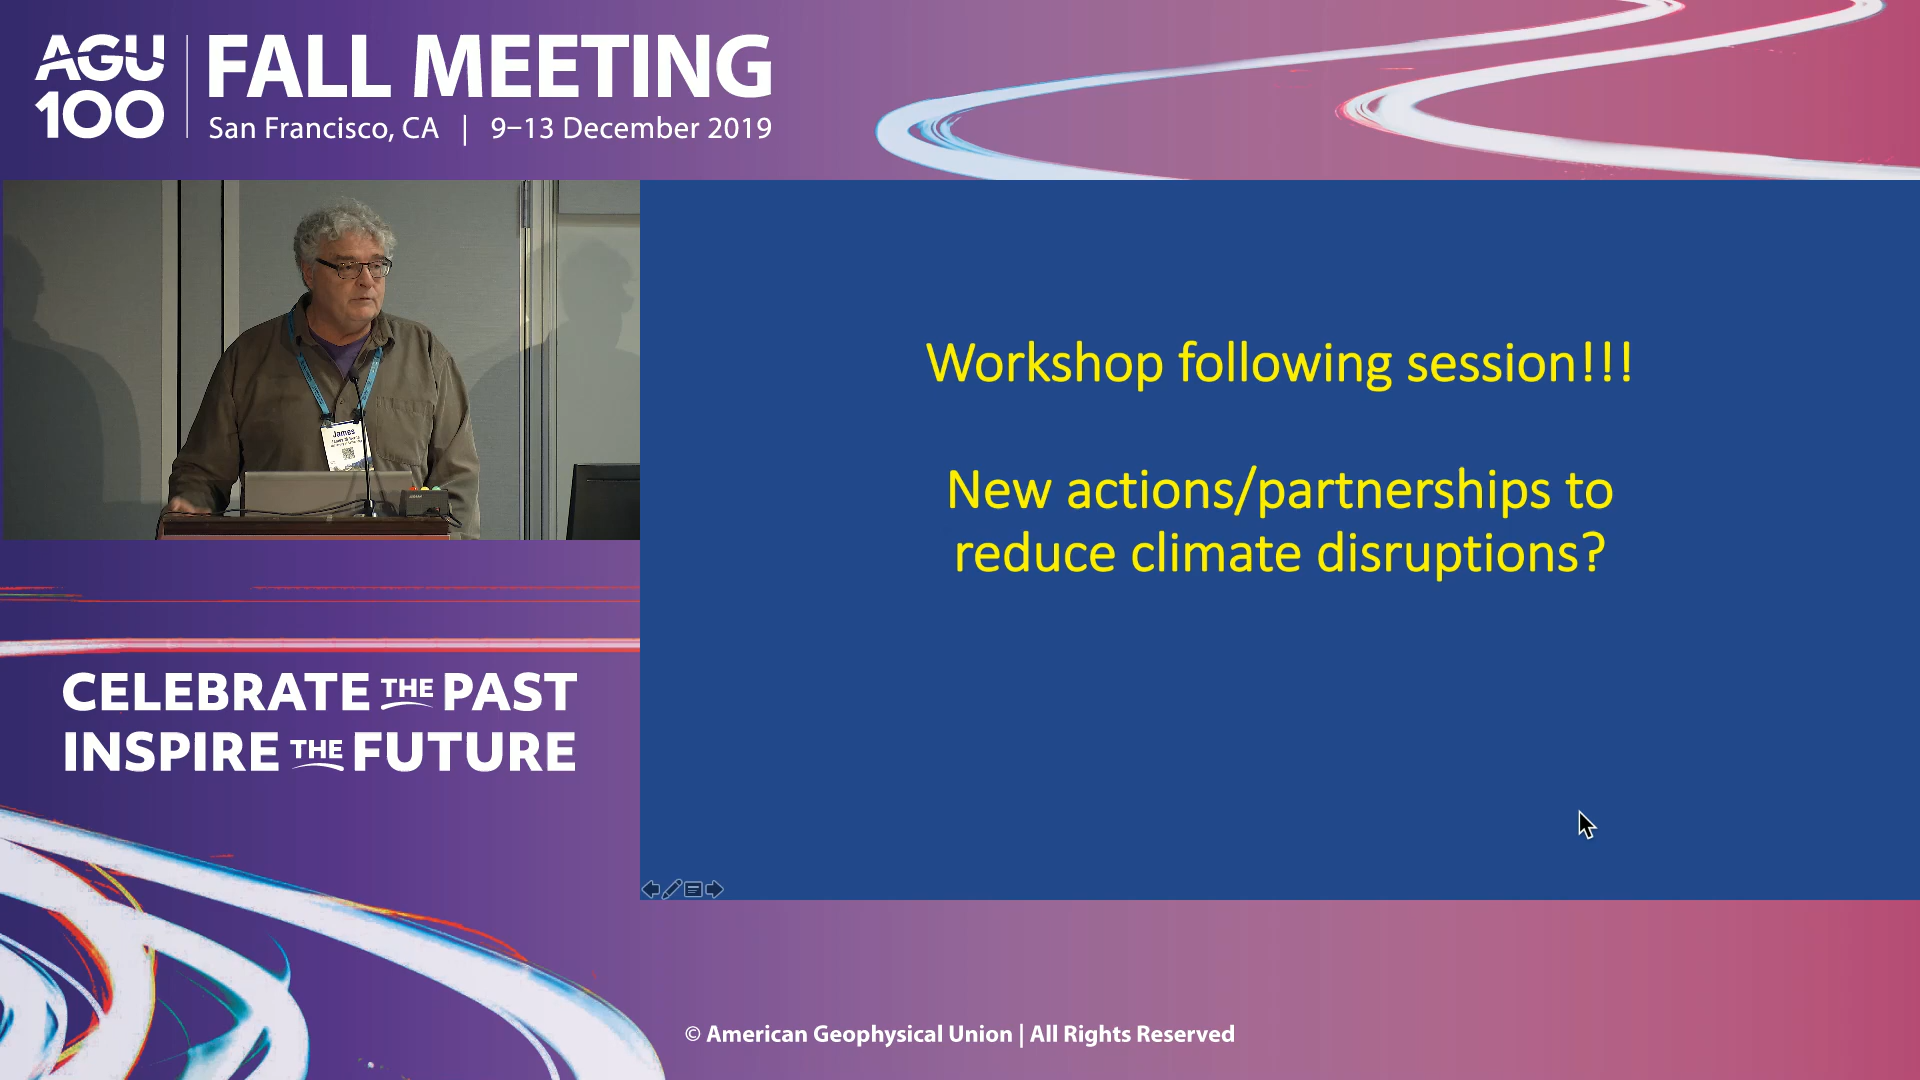 AGU
100
FALL MEETING
San Francisco, CA | 9–13 December 2019
James
Workshop following session!!!
New actions/partnerships to
reduce climate disruptions?
CELEBRATE THE PAST
INSPIRE THE FUTURE
© American Geophysical Union | All Rights Reserved